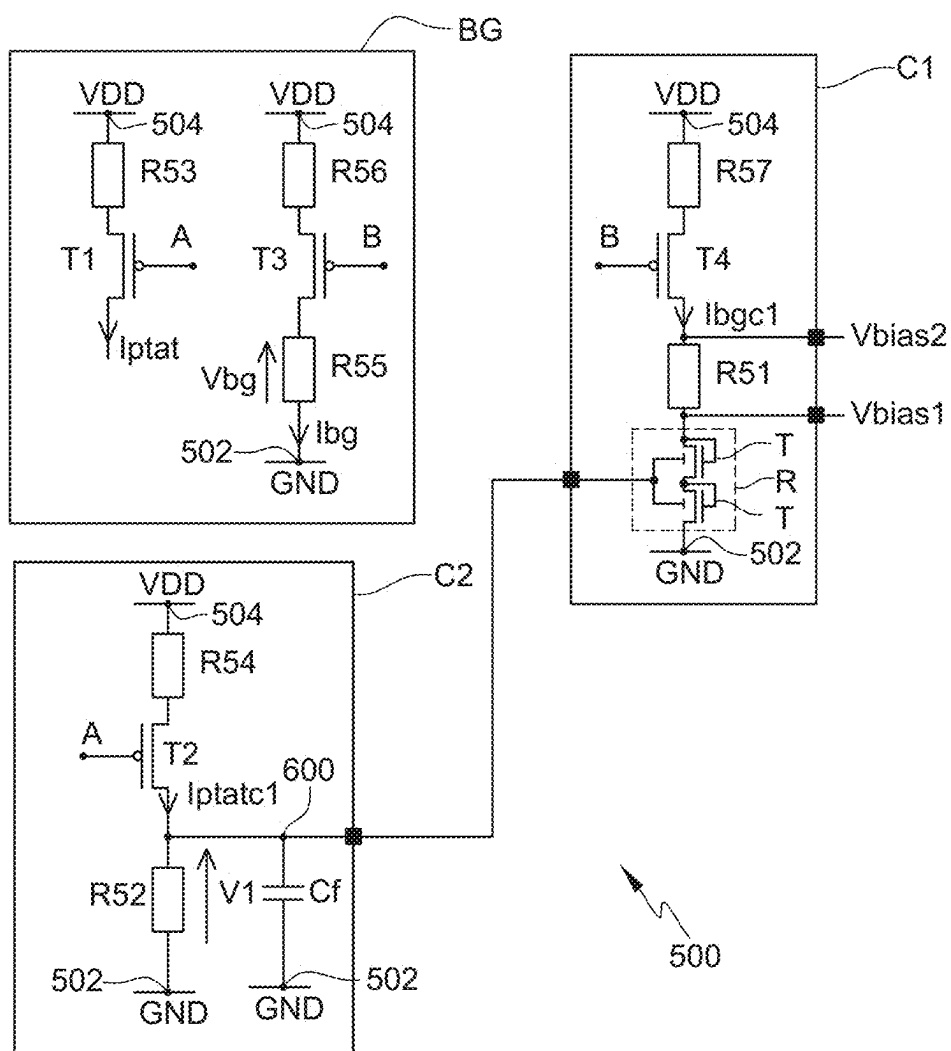 BG
VDD
504
R53
T1
A
Iptat
VDD
504
R56
T3
B
Vbg
R55
Ibg
502
GND
C1
VDD
504
R57
B
T4
Ibgc1
Vbias2
R51
Vbias1
T
R
T
502
GND
C2
VDD
504
R54
A
T2
Iptatc1
600
R52
V1
Cf
502
GND
502
GND
500